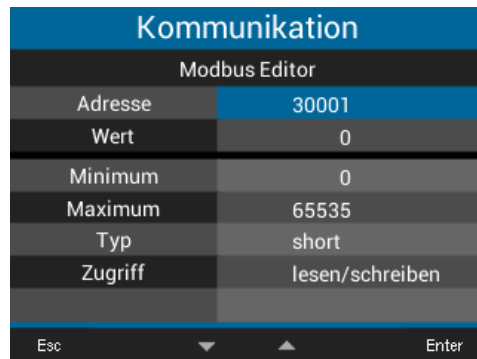 Kommunikation
Modbus Editor
Adresse 30001
Wert 0
Minimum 0
Maximum 65535
Typ short
Zugriff lesen/schreiben
Esc Enter